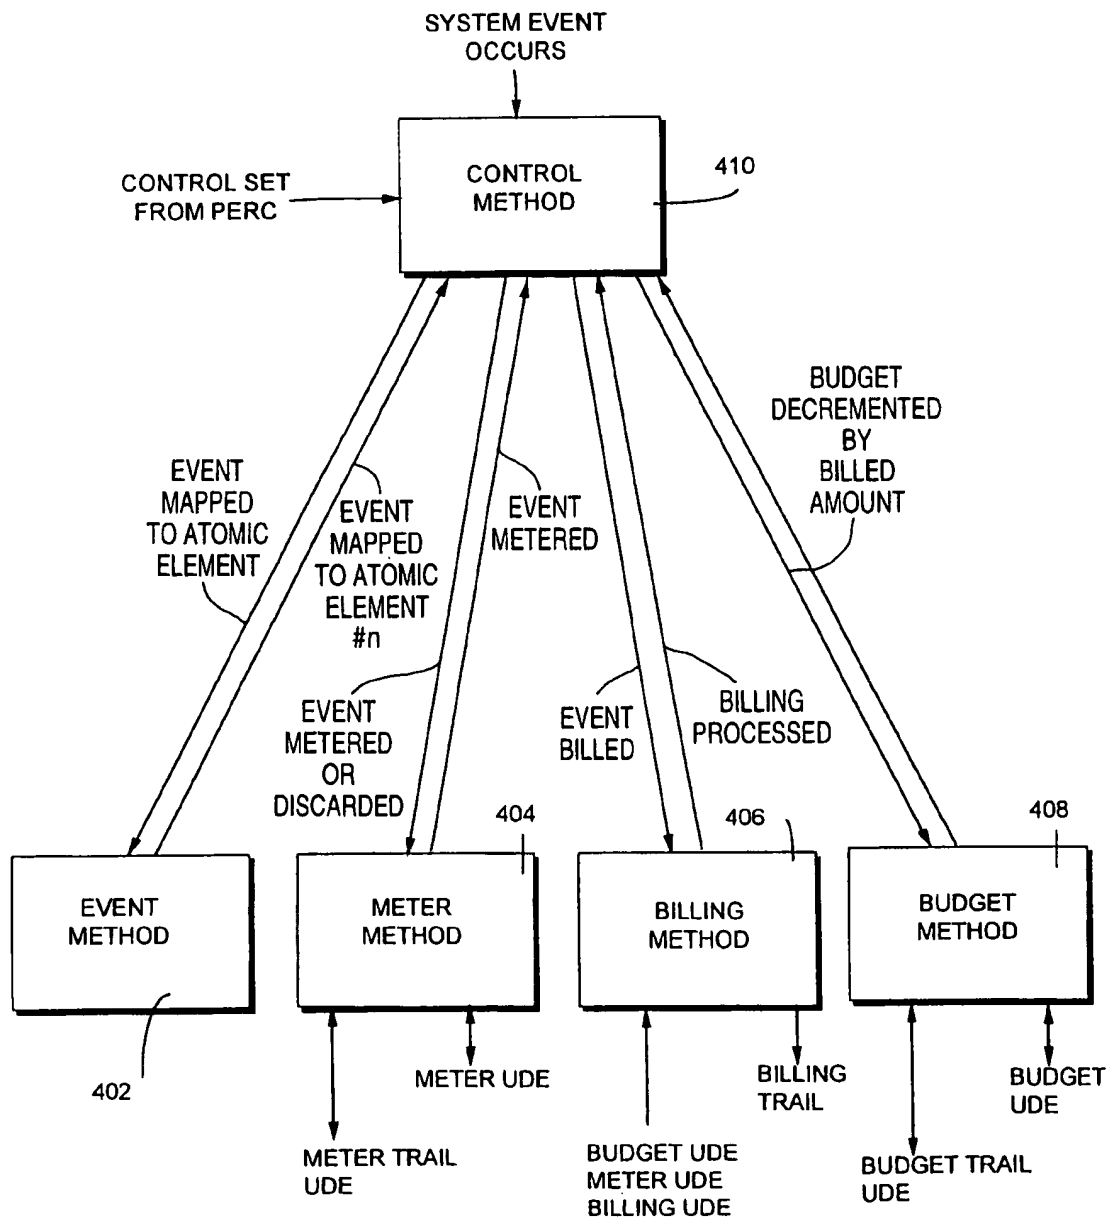 SYSTEM EVENT
OCCURS
CONTROL
METHOD
410
CONTROL SET
FROM PERC
BUDGET
DECREMENTED
BY
BILLED
AMOUNT
EVENT
MAPPED
TO ATOMIC
ELEMENT
EVENT
MAPPED
TO ATOMIC
ELEMENT
#n
EVENT
METERED
EVENT
METERED
OR
DISCARDED
EVENT
BILLED
BILLING
PROCESSED
404
406
408
EVENT
METHOD
METER
METHOD
BILLING
METHOD
BUDGET
METHOD
402
METER UDE
BILLING
TRAIL
BUDGET
UDE
METER TRAIL
UDE
BUDGET UDE
METER UDE
BILLING UDE
BUDGET TRAIL
UDE